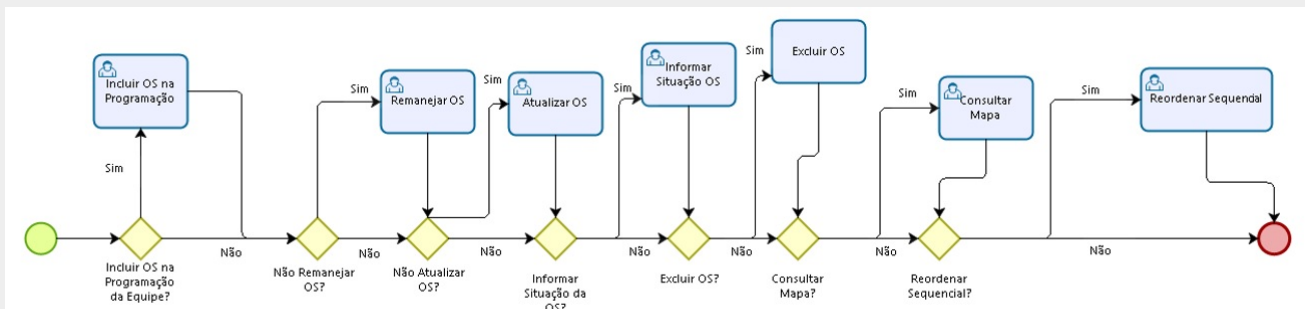 Incluir OS na
Programação
Sim
Não
Incluir OS na
Programação
da Equipe?
Sim
Remanejar OS
Não
Não Remanejar
OS?
Sim
Atualizar OS
Não
Não Atualizar
OS?
Sim
Informar
Situação OS
Não
Informar
Situação da
OS?
Sim
Excluir OS
Não
Excluir OS?
Sim
Consultar
Mapa
Não
Consultar
Mapa?
Sim
Reordenar Sequencial
Não
Reordenar
Sequencial?